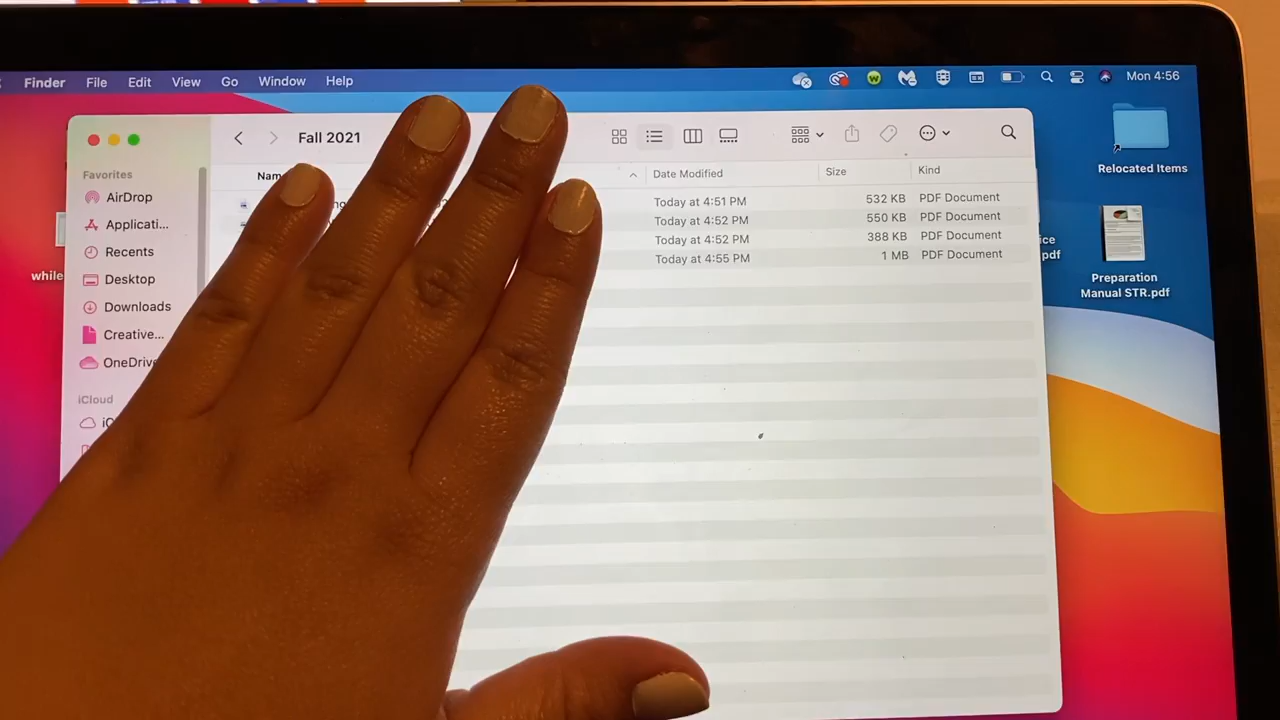 Finder File Edit View Go Window Help Mon 4:56
Fall 2021
Relocated Items
Favorites
AirDrop
Applicati...
Recents
Desktop
Downloads
Creative...
OneDrive
iCloud
Date Modified Size Kind
Today at 4:51 PM 532 KB PDF Document
Today at 4:52 PM 550 KB PDF Document
Today at 4:52 PM 388 KB PDF Document
Today at 4:55 PM 1 MB PDF Document
while
pdf
Preparation
Manual STR.pdf